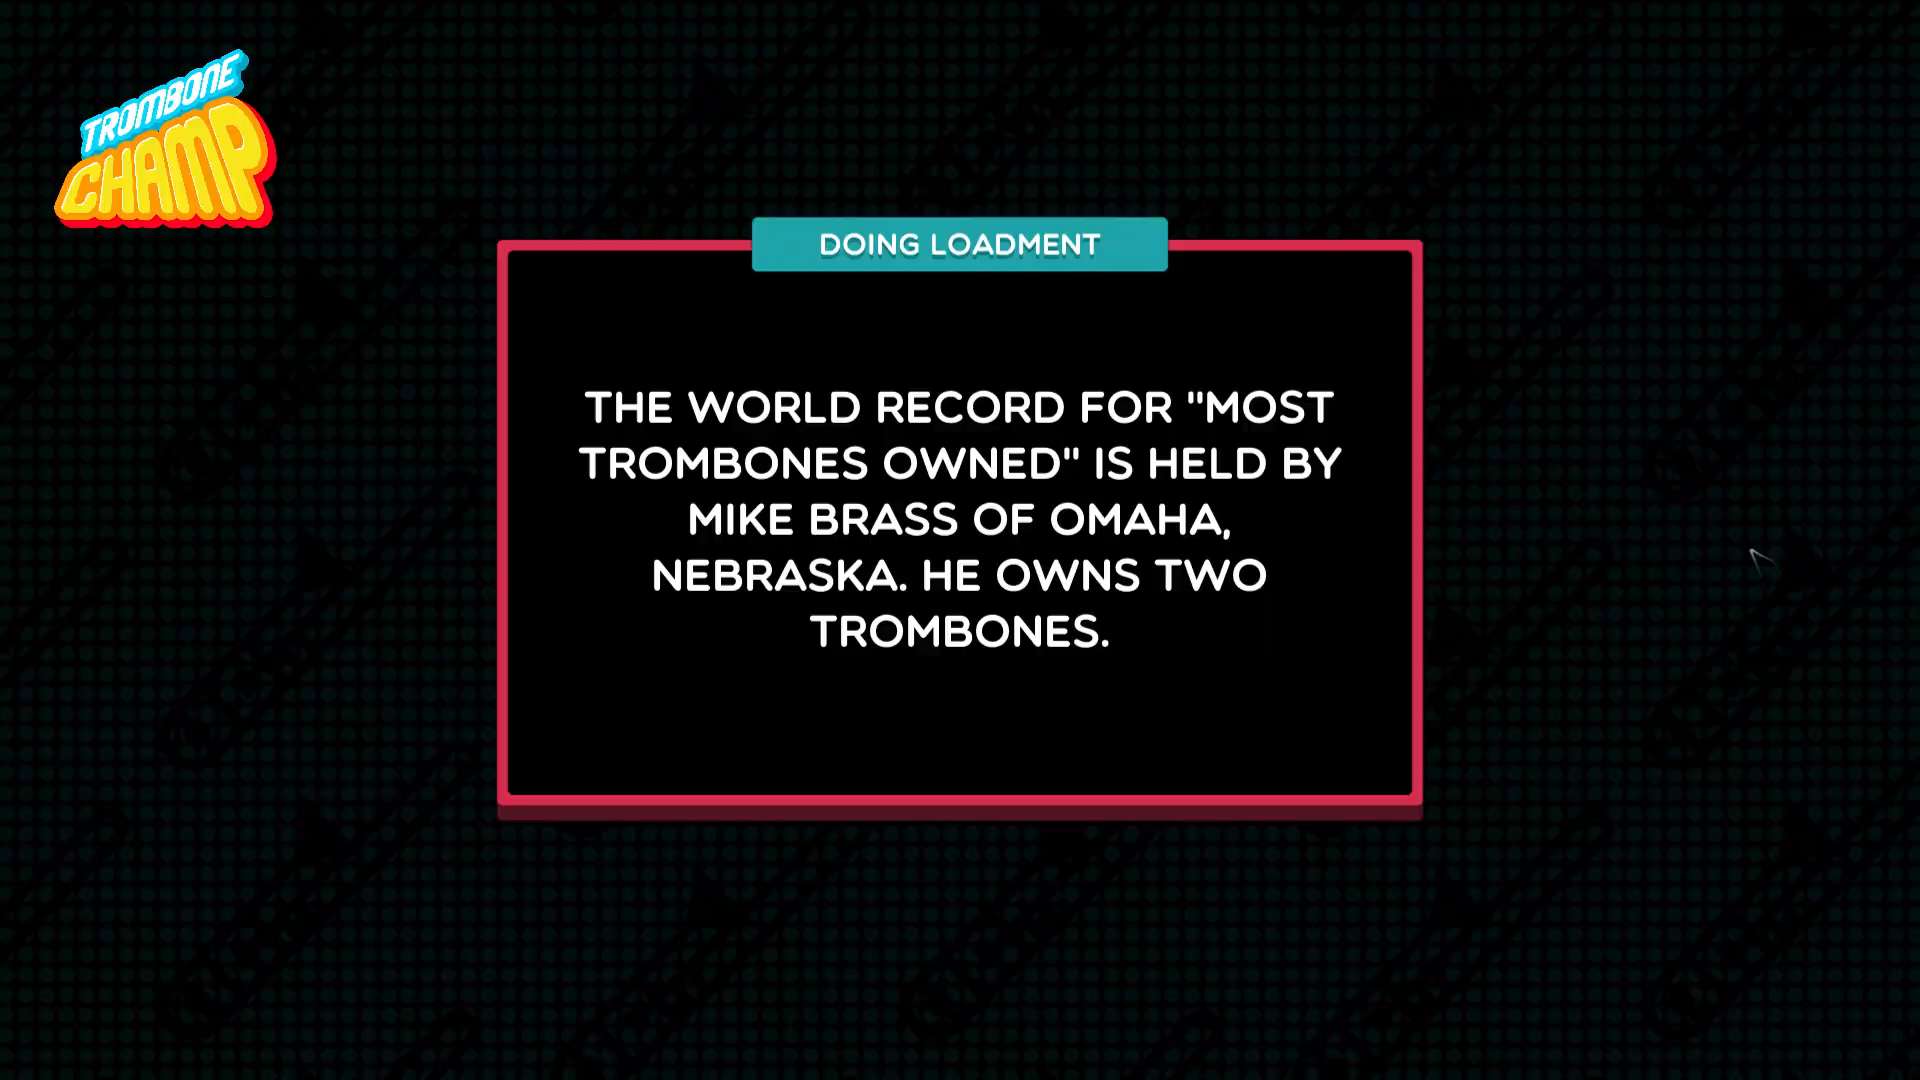 TROMBONE
CHAMP
DOING LOADMENT
THE WORLD RECORD FOR "MOST
TROMBONES OWNED" IS HELD BY
MIKE BRASS OF OMAHA,
NEBRASKA. HE OWNS TWO
TROMBONES.